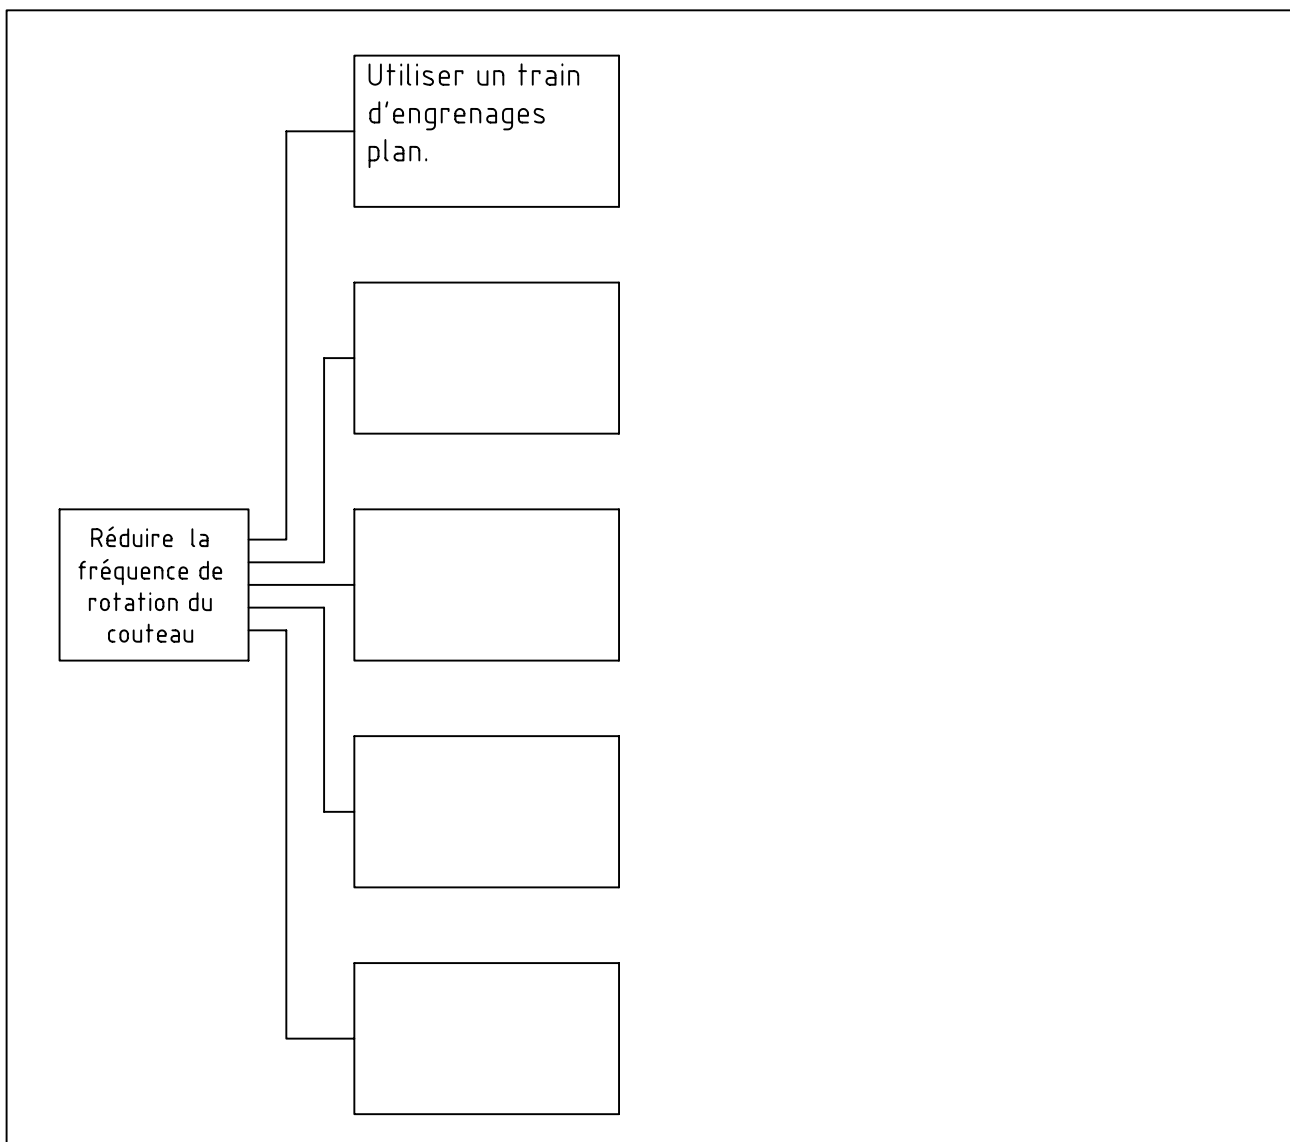 Utiliser un train
d'engrenages
plan.
Réduire la
fréquence de
rotation du
couteau